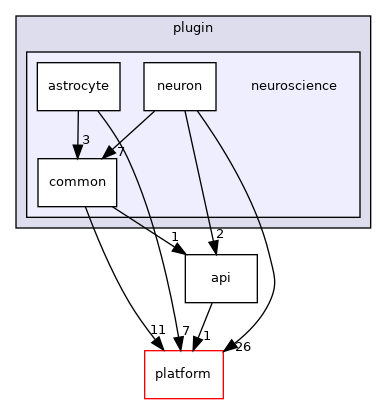 plugin
astrocyte
neuron
neuroscience
3
7
common
1
2
api
11
7
1
26
platform